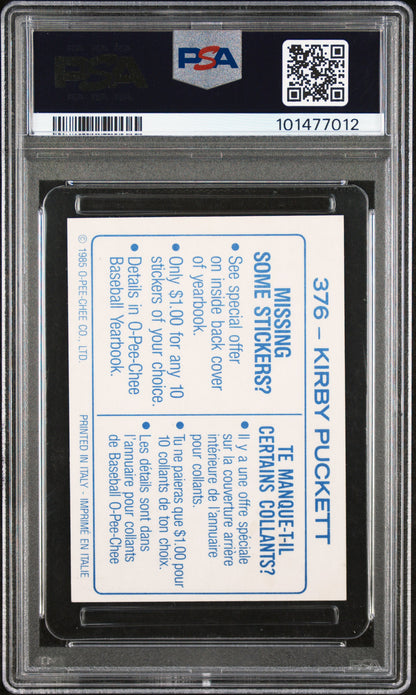 PSA
101477012
376 – KIRBY PUCKETT
MISSING
SOME STICKERS?
• See special offer
on inside back cover
of yearbook.
• Only $1.00 for any 10
stickers of your choice.
• Details in O-Pee-Chee
Baseball Yearbook.
TE MANQUE-T-IL
CERTAINS COLLANTS?
• Il y a une offre spéciale
sur la couverture arrière
intérieure de l'annuaire
pour collants.
• Tu ne paieras que $1.00 pour
10 collants de ton choix.
• Les détails sont dans
l'annuaire pour collants
de Baseball O-Pee-Chee
© 1985 O-PEE-CHEE CO., LTD.
PRINTED IN ITALY - IMPRIMÉ EN ITALIE